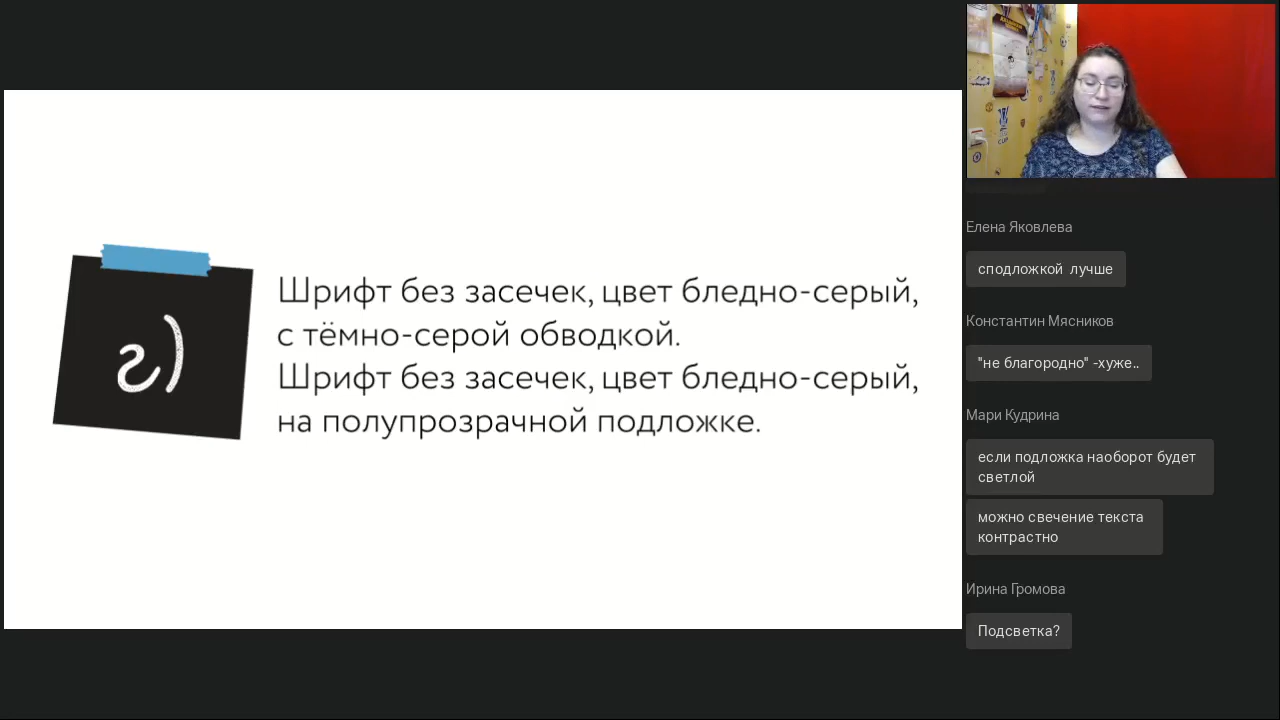 г)
Шрифт без засечек, цвет бледно-серый,
с тёмно-серой обводкой.
Шрифт без засечек, цвет бледно-серый,
на полупрозрачной подложке.
CUP
Елена Яковлева
сподложкой лучше
Константин Мясников
"не благородно" -хуже..
Мари Кудрина
если подложка наоборот будет
светлой
можно свечение текста
контрастно
Ирина Громова
Подсветка?